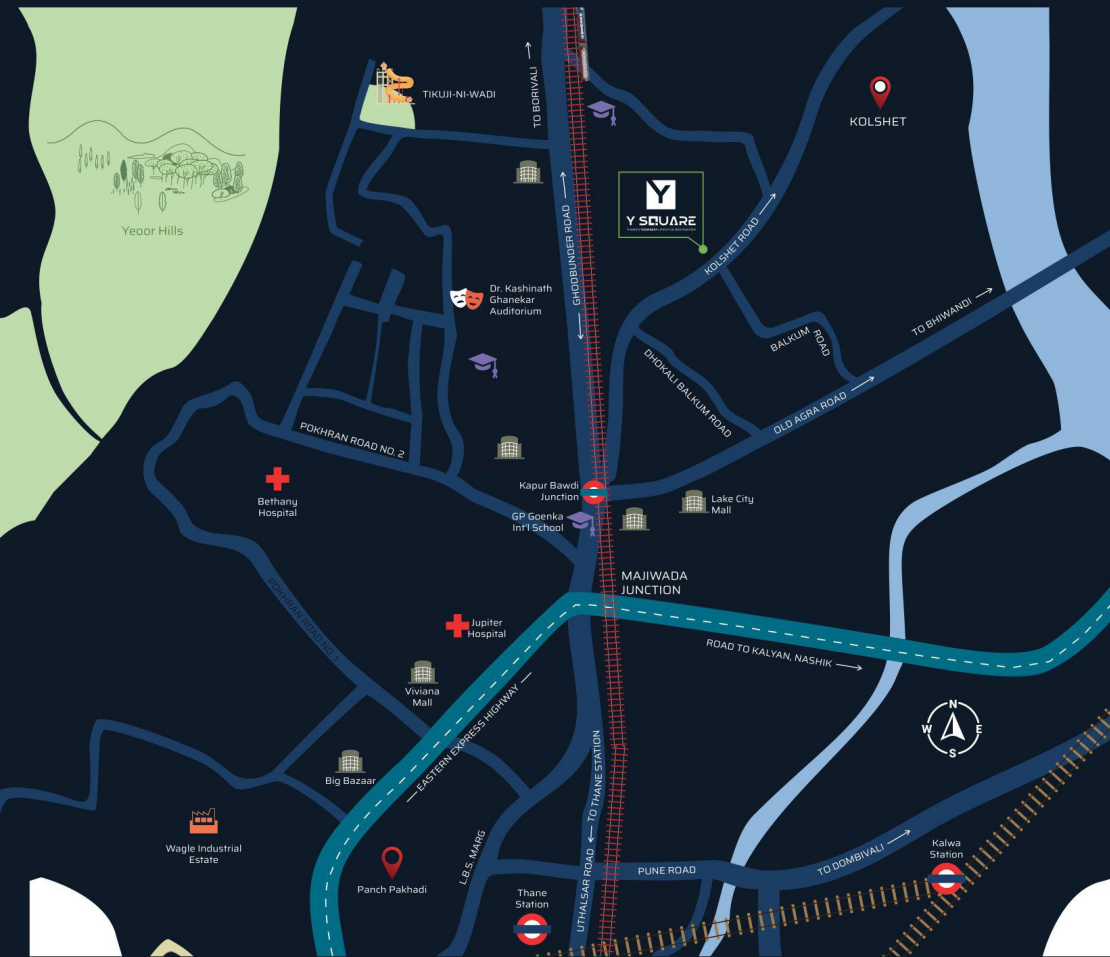 TIKUJI-NI-WADI
TO BORIVALI
KOLSHET
Y
Y SQUARE
Yeoor Hills
GHODBUNDER ROAD
KOLSHET ROAD
Dr. Kashinath
Ghanekar
Auditorium
TO BHIWANDI
BALKUM
ROAD
DHOKALI BALKUM ROAD
OLD AGRA ROAD
POKHRAN ROAD NO. 2
Kapur Bawdi
Junction
Bethany
Hospital
Lake City
Mall
GP Goenka
Int'l School
MAJIWADA
JUNCTION
POKHRAN ROAD NO.1
Jupiter
Hospital
ROAD TO KALYAN, NASHIK
Viviana
Mall
N
W
E
S
EASTERN EXPRESS HIGHWAY
TO THANE STATION
Big Bazaar
Wagle Industrial
Estate
L.B.S. MARG
UTHALSAR ROAD
PUNE ROAD
TO DOMBIVALI
Kalwa
Station
Panch Pakhadi
Thane
Station